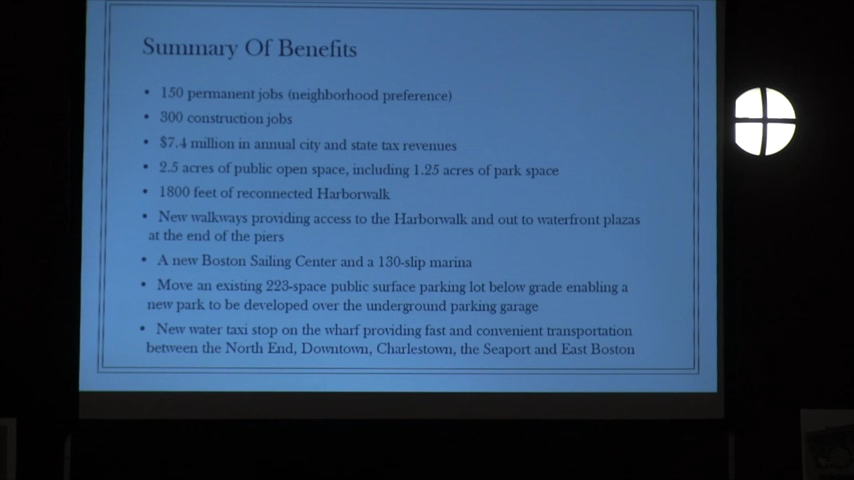 Summary Of Benefits
• 150 permanent jobs (neighborhood preference)
• 300 construction jobs
• $7.4 million in annual city and state tax revenues
• 2.5 acres of public open space, including 1.25 acres of park space
• 1800 feet of reconnected Harborwalk
• New walkways providing access to the Harborwalk and out to waterfront plazas
at the end of the piers
• A new Boston Sailing Center and a 130-slip marina
• Move an existing 223-space public surface parking lot below grade enabling a
new park to be developed over the underground parking garage
• New water taxi stop on the wharf providing fast and convenient transportation
between the North End, Downtown, Charlestown, the Seaport and East Boston